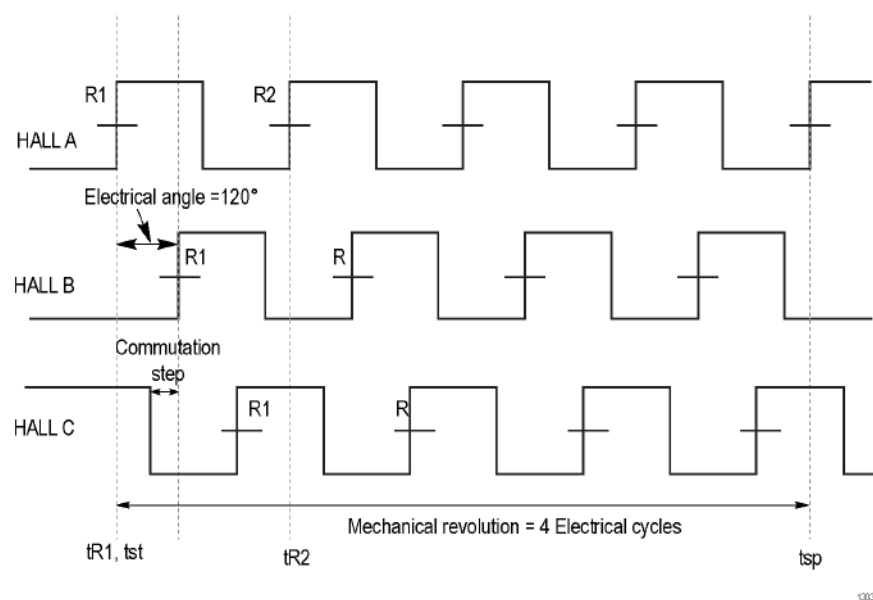 R1
R2
HALL A
Electrical angle =120°
R1
R
HALL B
Commutation
step
R1
R
HALL C
Mechanical revolution = 4 Electrical cycles
tR1, tst
tR2
tsp